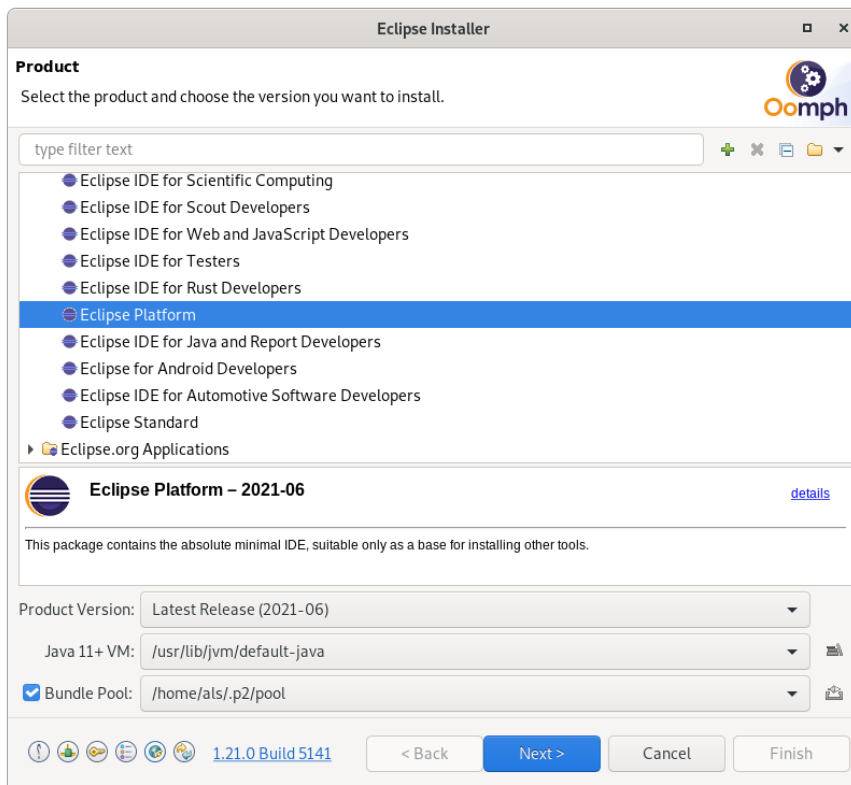 Eclipse Installer
Product
Select the product and choose the version you want to install.
Oomph
type filter text
Eclipse IDE for Scientific Computing
Eclipse IDE for Scout Developers
Eclipse IDE for Web and JavaScript Developers
Eclipse IDE for Testers
Eclipse IDE for Rust Developers
Eclipse Platform
Eclipse IDE for Java and Report Developers
Eclipse for Android Developers
Eclipse IDE for Automotive Software Developers
Eclipse Standard
Eclipse.org Applications
Eclipse Platform – 2021-06 details
This package contains the absolute minimal IDE, suitable only as a base for installing other tools.
Product Version: Latest Release (2021-06)
Java 11+ VM: /usr/lib/jvm/default-java
Bundle Pool: /home/als/.p2/pool
1.21.0 Build 5141 < Back Next > Cancel Finish